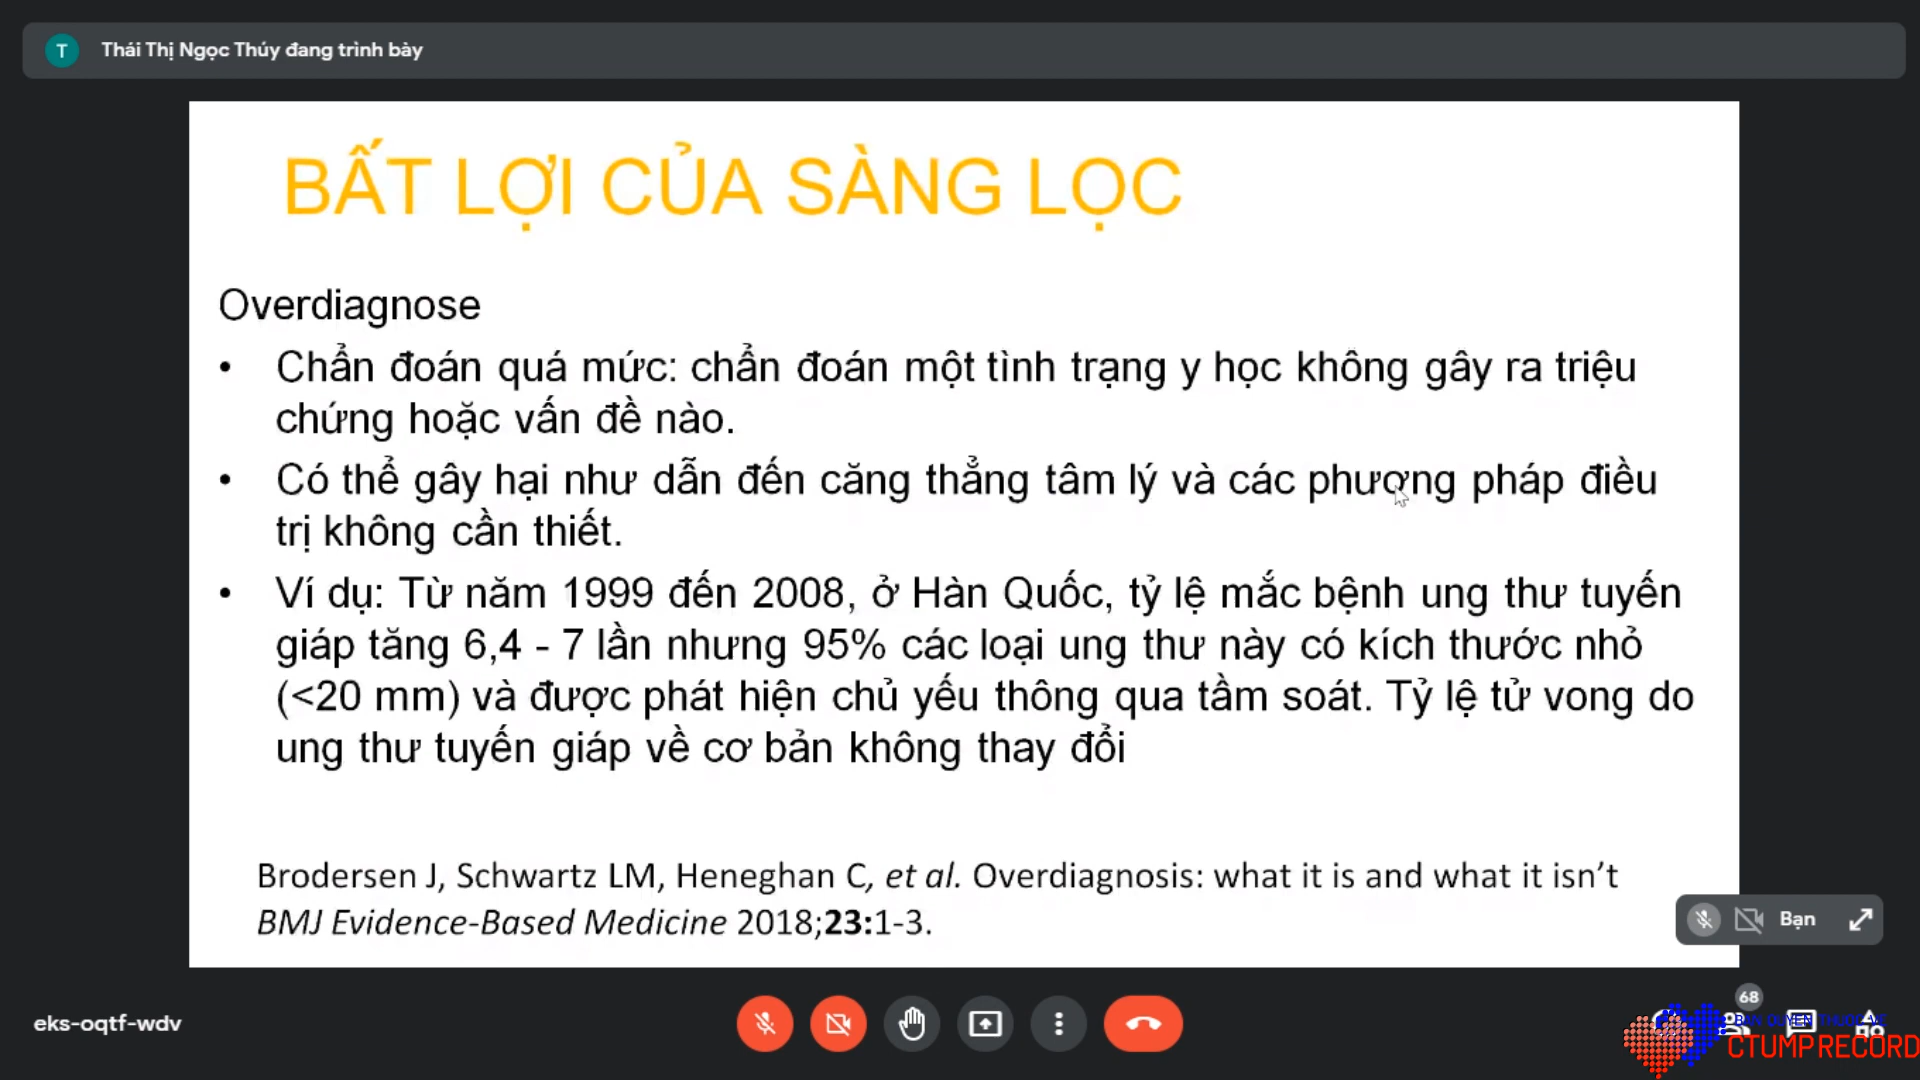 T
Thái Thị Ngọc Thúy đang trình bày
BẤT LỢI CỦA SÀNG LỌC
Overdiagnose
• Chẩn đoán quá mức: chẩn đoán một tình trạng y học không gây ra triệu
chứng hoặc vấn đề nào.
• Có thể gây hại như dẫn đến căng thẳng tâm lý và các phương pháp điều
trị không cần thiết.
• Ví dụ: Từ năm 1999 đến 2008, ở Hàn Quốc, tỷ lệ mắc bệnh ung thư tuyến
giáp tăng 6,4 - 7 lần nhưng 95% các loại ung thư này có kích thước nhỏ
(<20 mm) và được phát hiện chủ yếu thông qua tầm soát. Tỷ lệ tử vong do
ung thư tuyến giáp về cơ bản không thay đổi
Brodersen J, Schwartz LM, Heneghan C, et al. Overdiagnosis: what it is and what it isn’t
BMJ Evidence-Based Medicine 2018;23:1-3.
Bạn
eks-oqtf-wdv
68
BẢN QUYỀN THUỘC VỀ
CTUMP RECORD